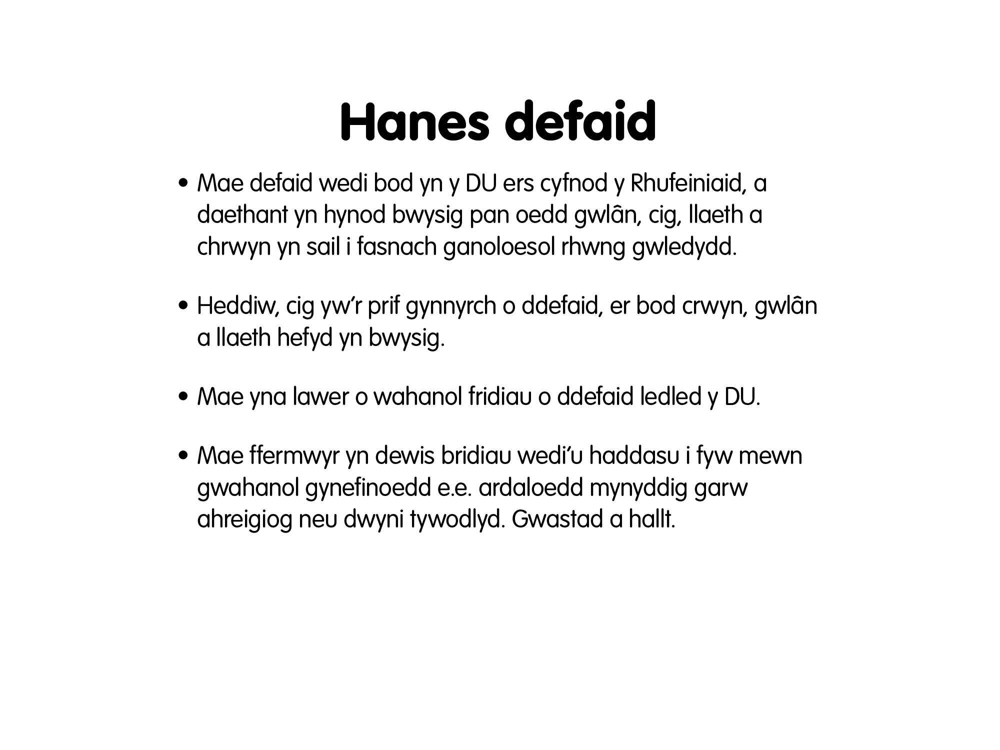 Hanes defaid
• Mae defaid wedi bod yn y DU ers cyfnod y Rhufeiniaid, a
daethant yn hynod bwysig pan oedd gwlân, cig, llaeth a
chrwyn yn sail i fasnach ganoloesol rhwng gwledydd.
• Heddiw, cig yw’r prif gynnyrch o ddefaid, er bod crwyn, gwlân
a llaeth hefyd yn bwysig.
• Mae yna lawer o wahanol fridiau o ddefaid ledled y DU.
• Mae ffermwyr yn dewis bridiau wedi’u haddasu i fyw mewn
gwahanol gynefinoedd e.e. ardaloedd mynyddig garw
ahreigiog neu dwyni tywodlyd. Gwastad a hallt.